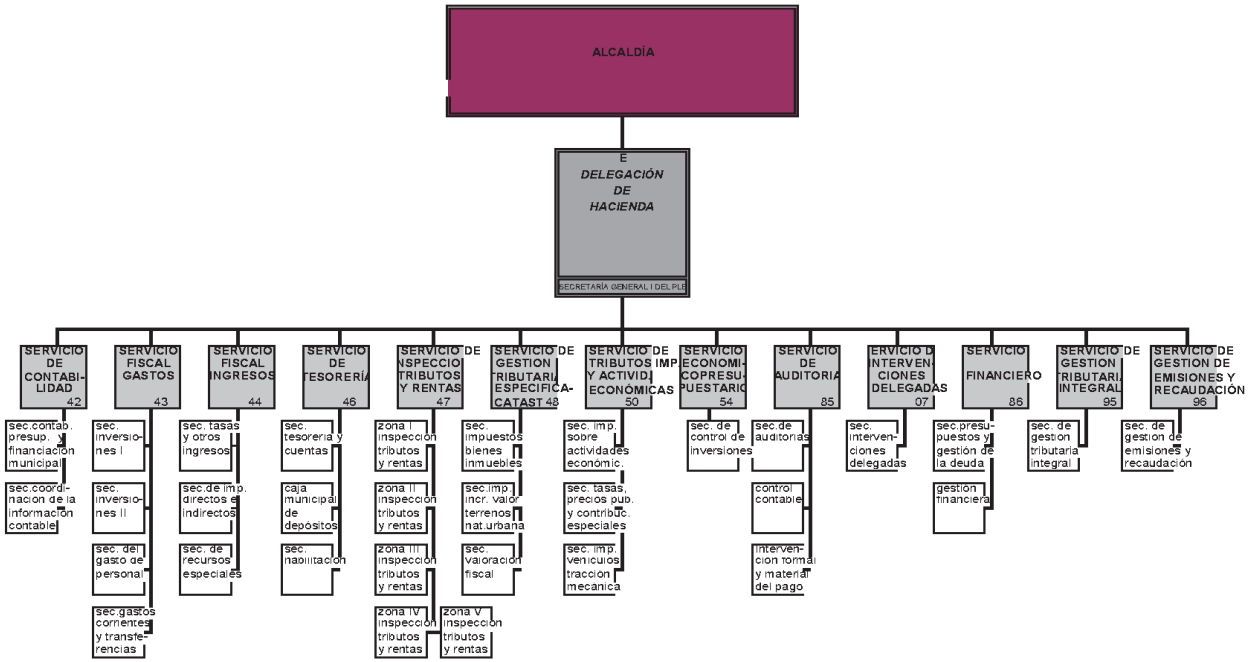 ALCALDÍA
E
DELEGACIÓN
DE
HACIENDA
SECRETARÍA GENERAL I DEL PLE
SERVICIO
DE
CONTABI-
LIDAD
42
SERVICIO
FISCAL
GASTOS
43
SERVICIO
FISCAL
INGRESOS
44
SERVICIO
DE
TESORERÍA
46
SERVICIO DE
INSPECCIO
TRIBUTOS
Y RENTAS
47
SERVICIO DE
GESTION
TRIBUTARIA
ESPECIFICA-
CATAST 48
SERVICIO DE
TRIBUTOS IMP.
Y ACTIVID
ECONÓMICAS
50
SERVICIO
ECONOMI-
COPRESU-
PUESTARIO
54
SERVICIO
DE
AUDITORIA
85
ERVICIO D
INTERVEN-
CIONES
DELEGADAS
07
SERVICIO
FINANCIERO
86
SERVICIO DE
GESTION
TRIBUTARIA
INTEGRAL
95
SERVICIO DE
GESTION DE
EMISIONES Y
RECAUDACIÓN
96
sec.contab.
presup. y
financiación
municipal
sec.coordi-
nacion de la
información
contable
sec.
inversio-
nes I
sec.
inversio-
nes II
sec. del
gasto de
personal
sec.gastos
corrientes
y transfe-
rencias
sec. tasas
y otros
ingresos
sec.de imp.
directos e
indirectos
sec. de
recursos
especiales
sec.
tesoreria y
cuentas
caja
municipal
de
depósitos
sec.
habilitación
zona I
inspección
tributos
y rentas
zona II
inspección
tributos
y rentas
zona III
inspección
tributos
y rentas
zona IV
inspección
tributos
y rentas
zona V
inspección
tributos
y rentas
sec.
impuestos
bienes
inmuebles
sec.imp.
incr. valor
terrenos
nat.urbana
sec.
valoración
fiscal
sec. imp.
sobre
actividades
económic.
sec. tasas,
precios pub.
y contribuc.
especiales
sec. imp.
vehículos
tracción
mecánica
sec. de
control de
inversiones
sec.de
auditorias
control
contable
interven-
ción formal
y material
del pago
sec.
interven-
ciones
delegadas
sec.presu-
puestos y
gestión de
la deuda
gestión
financiera
sec. de
gestion
tributaria
integral
sec. de
gestion de
emisiones y
recaudación